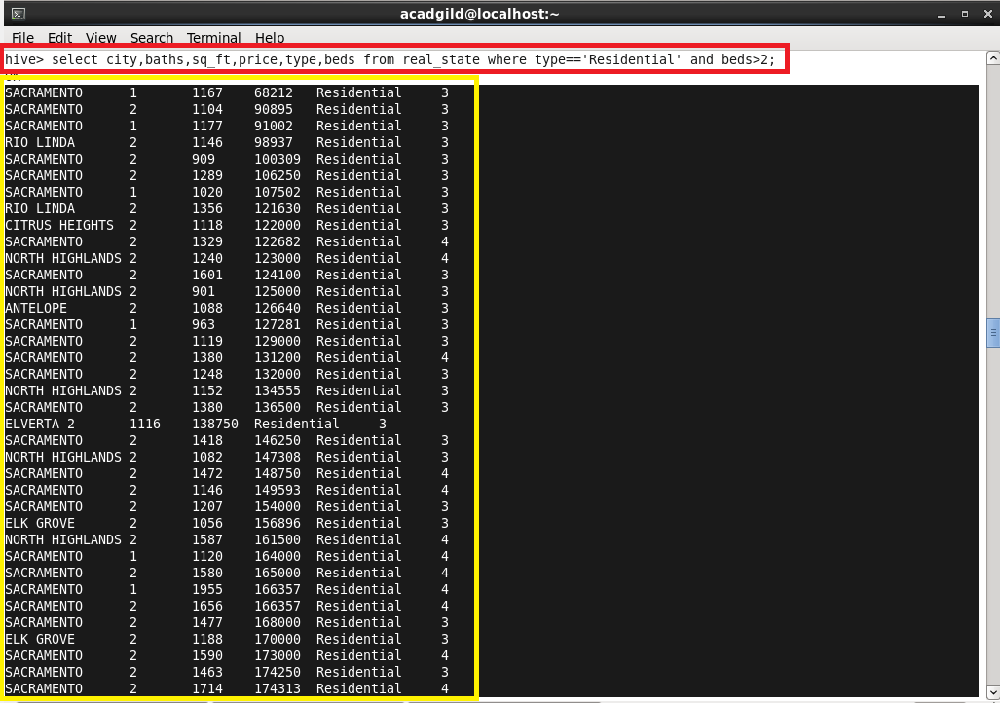 acadgild@localhost:~
File Edit View Search Terminal Help
hive> select city,baths,sq_ft,price,type,beds from real_state where type=='Residential' and beds>2;
OK
SACRAMENTO 1 1167 68212 Residential 3
SACRAMENTO 2 1104 90895 Residential 3
SACRAMENTO 1 1177 91002 Residential 3
RIO LINDA 2 1146 98937 Residential 3
SACRAMENTO 2 909 100309 Residential 3
SACRAMENTO 2 1289 106250 Residential 3
SACRAMENTO 1 1020 107502 Residential 3
RIO LINDA 2 1356 121630 Residential 3
CITRUS HEIGHTS 2 1118 122000 Residential 3
SACRAMENTO 2 1329 122682 Residential 4
NORTH HIGHLANDS 2 1240 123000 Residential 4
SACRAMENTO 2 1601 124100 Residential 3
NORTH HIGHLANDS 2 901 125000 Residential 3
ANTELOPE 2 1088 126640 Residential 3
SACRAMENTO 1 963 127281 Residential 3
SACRAMENTO 2 1119 129000 Residential 3
SACRAMENTO 2 1380 131200 Residential 4
SACRAMENTO 2 1248 132000 Residential 3
NORTH HIGHLANDS 2 1152 134555 Residential 3
SACRAMENTO 2 1380 136500 Residential 3
ELVERTA 2 1116 138750 Residential 3
SACRAMENTO 2 1418 146250 Residential 3
NORTH HIGHLANDS 2 1082 147308 Residential 3
SACRAMENTO 2 1472 148750 Residential 4
SACRAMENTO 2 1146 149593 Residential 4
SACRAMENTO 2 1207 154000 Residential 3
ELK GROVE 2 1056 156896 Residential 3
NORTH HIGHLANDS 2 1587 161500 Residential 4
SACRAMENTO 1 1120 164000 Residential 4
SACRAMENTO 2 1580 165000 Residential 4
SACRAMENTO 1 1955 166357 Residential 4
SACRAMENTO 2 1656 166357 Residential 4
SACRAMENTO 2 1477 168000 Residential 3
ELK GROVE 2 1188 170000 Residential 3
SACRAMENTO 2 1590 173000 Residential 4
SACRAMENTO 2 1463 174250 Residential 3
SACRAMENTO 2 1714 174313 Residential 4